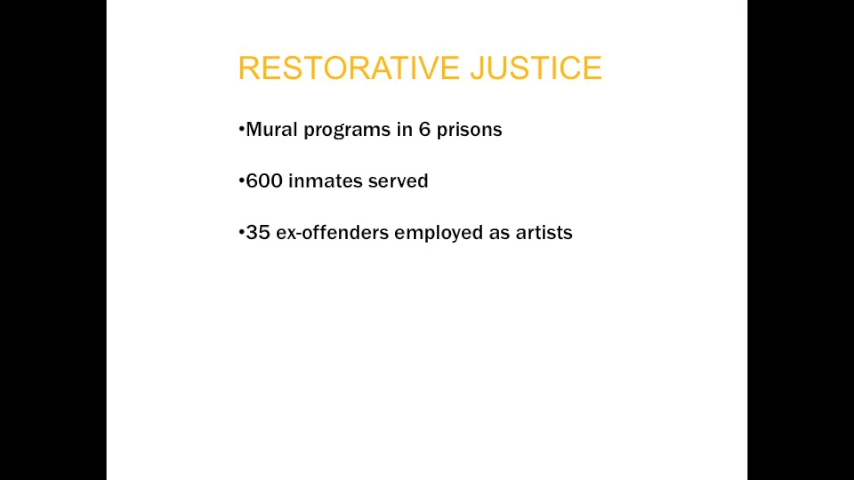 RESTORATIVE JUSTICE
•Mural programs in 6 prisons
•600 inmates served
•35 ex-offenders employed as artists